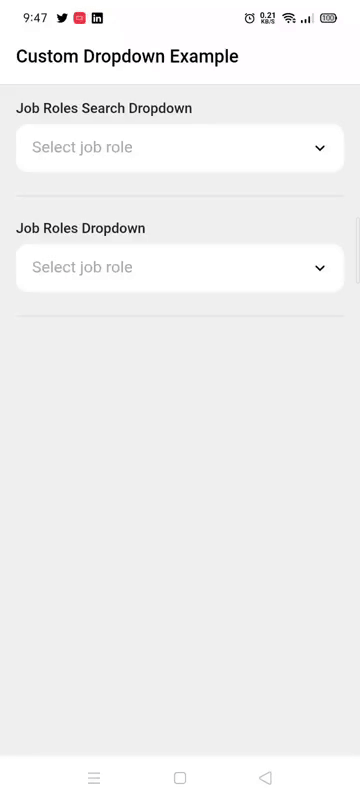 9:47
0.21
KB/S
100
Custom Dropdown Example
Job Roles Search Dropdown
Select job role
Job Roles Dropdown
Select job role